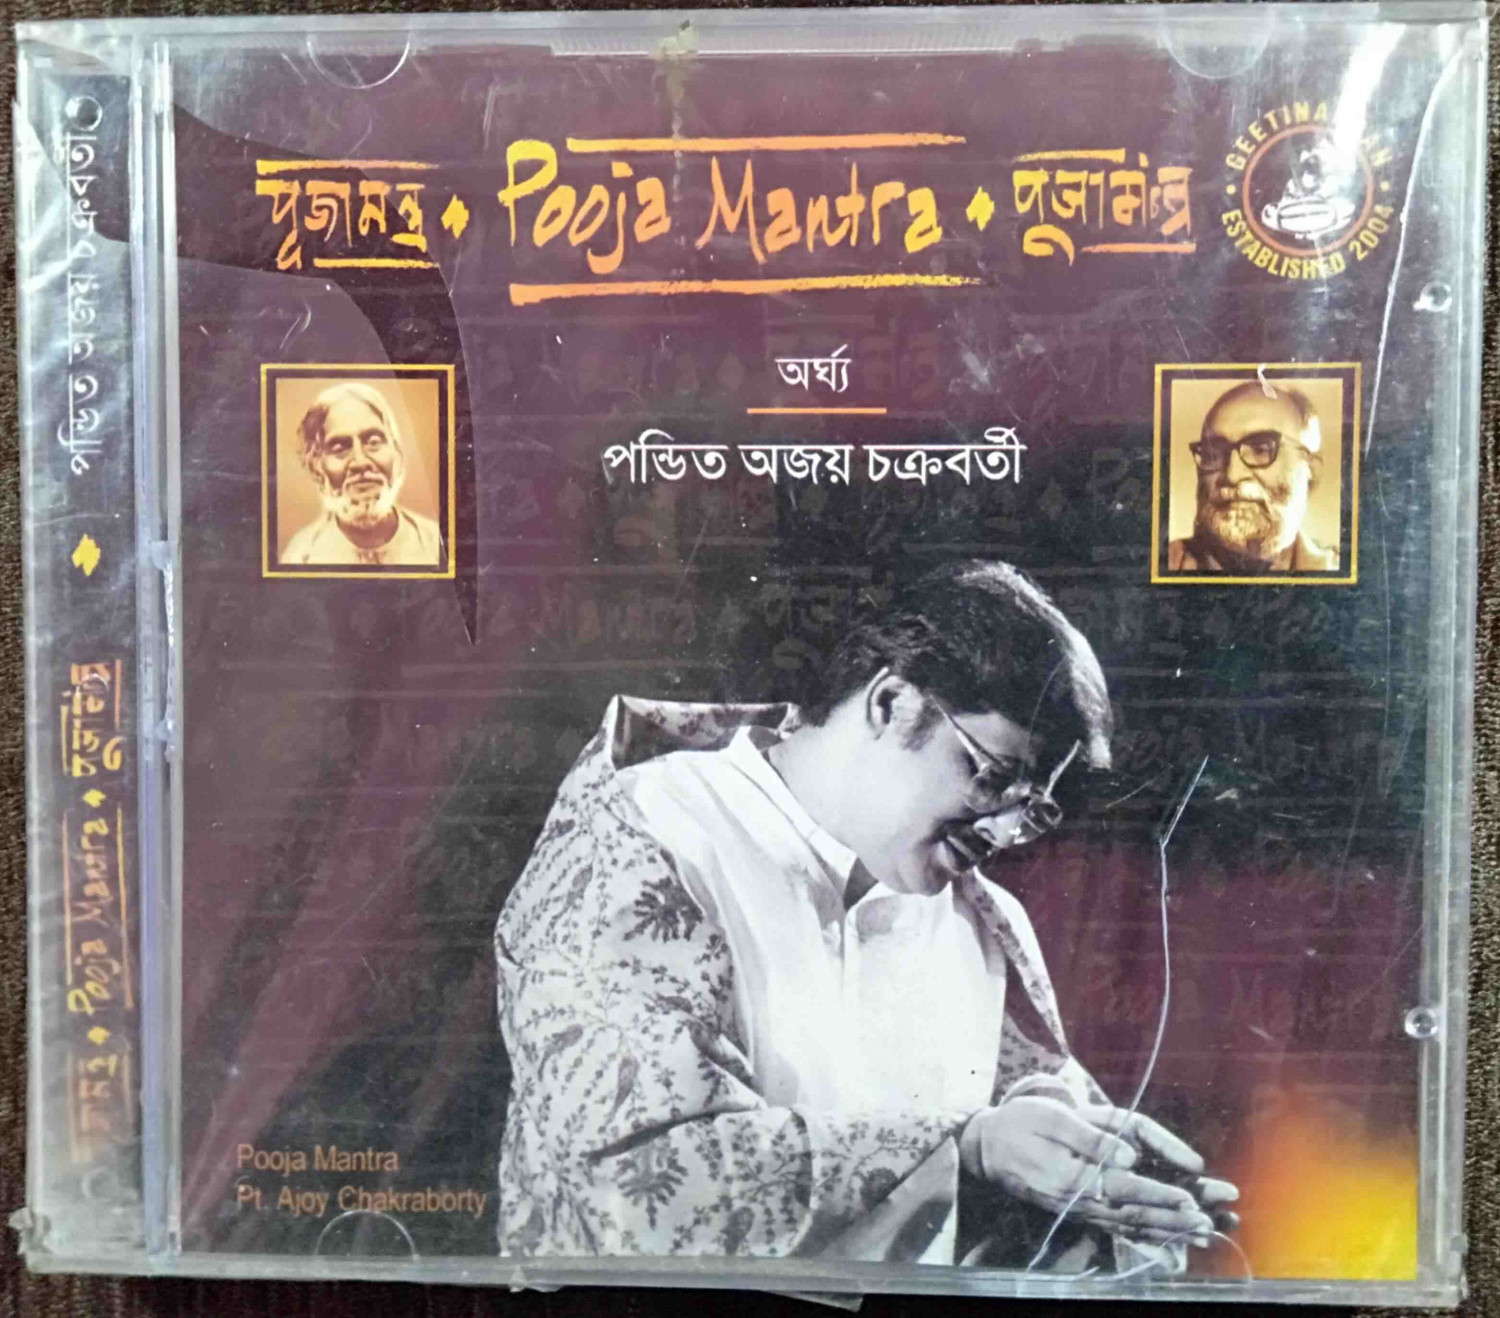 পূজামন্ত্র Pooja Mantra
GEETINA
ESTABLISHED 2004
অর্ঘ্য
পন্ডিত অজয় চক্রবর্তী
Pooja Mantra
Pt. Ajoy Chakraborty
পন্ডিত অজয় চক্রবর্তী
Pooja Mantra